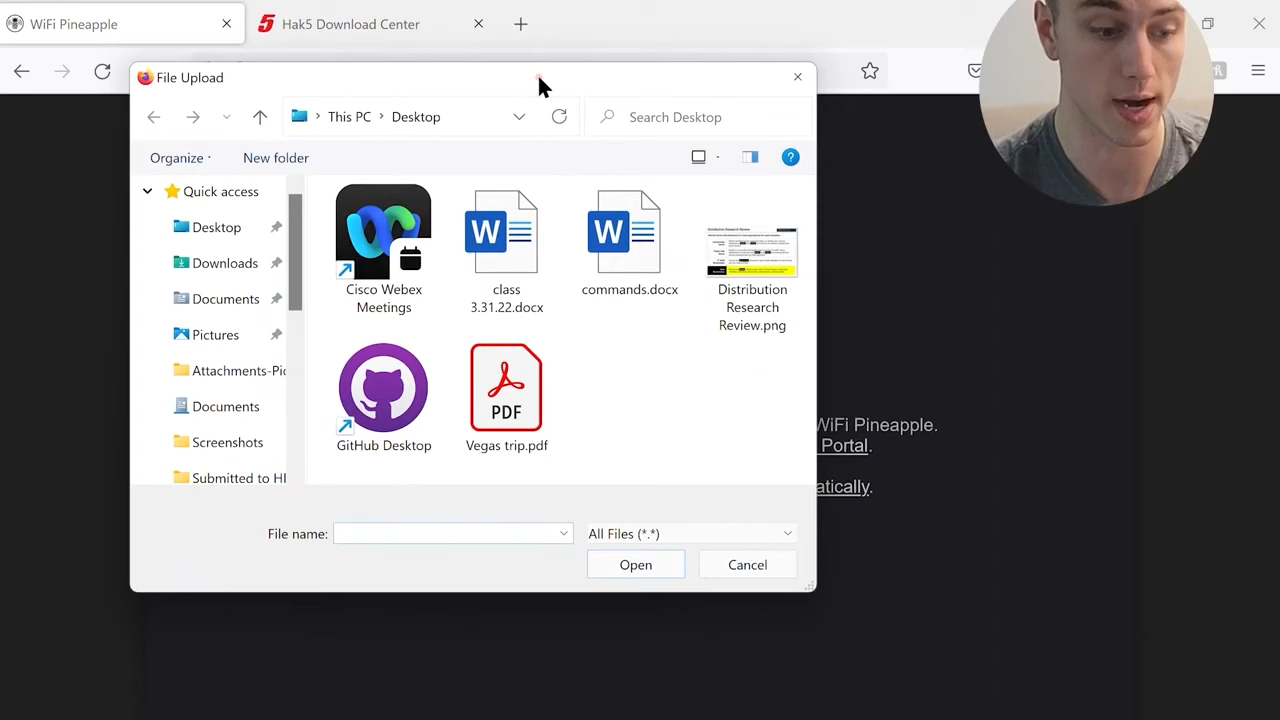 WiFi Pineapple
5 Hak5 Download Center
File Upload
This PC
Desktop
Search Desktop
Organize
New folder
?
Quick access
Desktop
Downloads
Documents
Pictures
Attachments-Pic
Documents
Screenshots
Submitted to HI
Cisco Webex
Meetings
W
class
3.31.22.docx
W
commands.docx
Distribution
Research
Review.png
GitHub Desktop
PDF
Vegas trip.pdf
WiFi Pineapple.
Portal.
atically.
File name:
All Files (*.*)
Open
Cancel